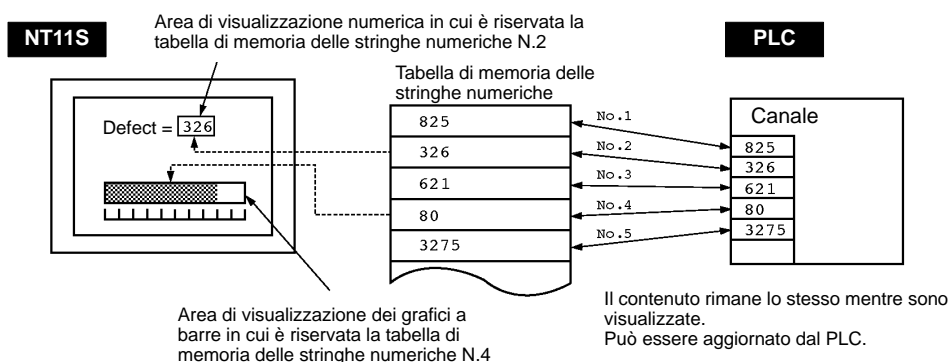 Area di visualizzazione numerica in cui è riservata la
tabella di memoria delle stringhe numeriche N.2
NT11S
PLC
Tabella di memoria delle
stringhe numeriche
Defect = 326
825
326
621
80
3275
No.1
No.2
No.3
No.4
No.5
Canale
825
326
621
80
3275
Area di visualizzazione dei grafici a
barre in cui è riservata la tabella di
memoria delle stringhe numeriche N.4
Il contenuto rimane lo stesso mentre sono
visualizzate.
Può essere aggiornato dal PLC.